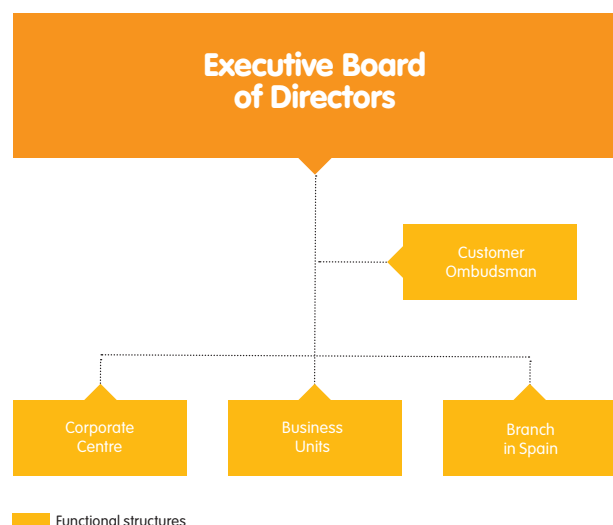 Executive Board
of Directors
Customer
Ombudsman
Corporate
Centre
Business
Units
Branch
in Spain
Functional structures